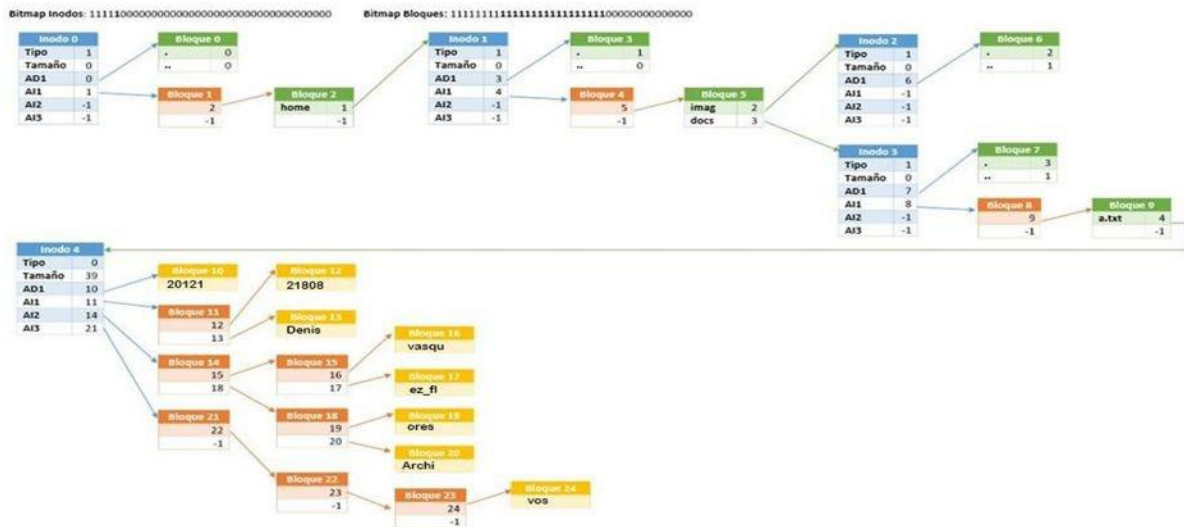 Bitmap Inodos:
Bitmap Bloques:
Inodo 0
Tipo 1
Tamaño 0
AD1 0
AI1 1
AI2 -1
AI3 -1
Bloque 0
. 0
.. 0
Bloque 1
2
-1
Bloque 2
home 1
-1
Inodo 1
Tipo 1
Tamaño 0
AD1 3
AI1 4
AI2 -1
AI3 -1
Bloque 3
. 1
.. 0
Bloque 4
5
-1
Bloque 5
imag 2
docs 3
Inodo 2
Tipo 1
Tamaño 0
AD1 6
AI1 -1
AI2 -1
AI3 -1
Bloque 6
. 2
.. 1
Inodo 3
Tipo 1
Tamaño 0
AD1 7
AI1 8
AI2 -1
AI3 -1
Bloque 7
. 3
.. 1
Bloque 8
9
-1
Bloque 9
a.txt 4
-1
Inodo 4
Tipo 0
Tamaño 39
AD1 10
AI1 11
AI2 14
AI3 21
Bloque 10
20121
Bloque 11
12
13
Bloque 12
21808
Bloque 13
Denis
Bloque 14
15
18
Bloque 15
16
17
Bloque 16
vasqu
Bloque 17
ez_fl
Bloque 18
19
20
Bloque 19
ores
Bloque 20
Archi
Bloque 21
22
-1
Bloque 22
23
-1
Bloque 23
24
-1
Bloque 24
vos